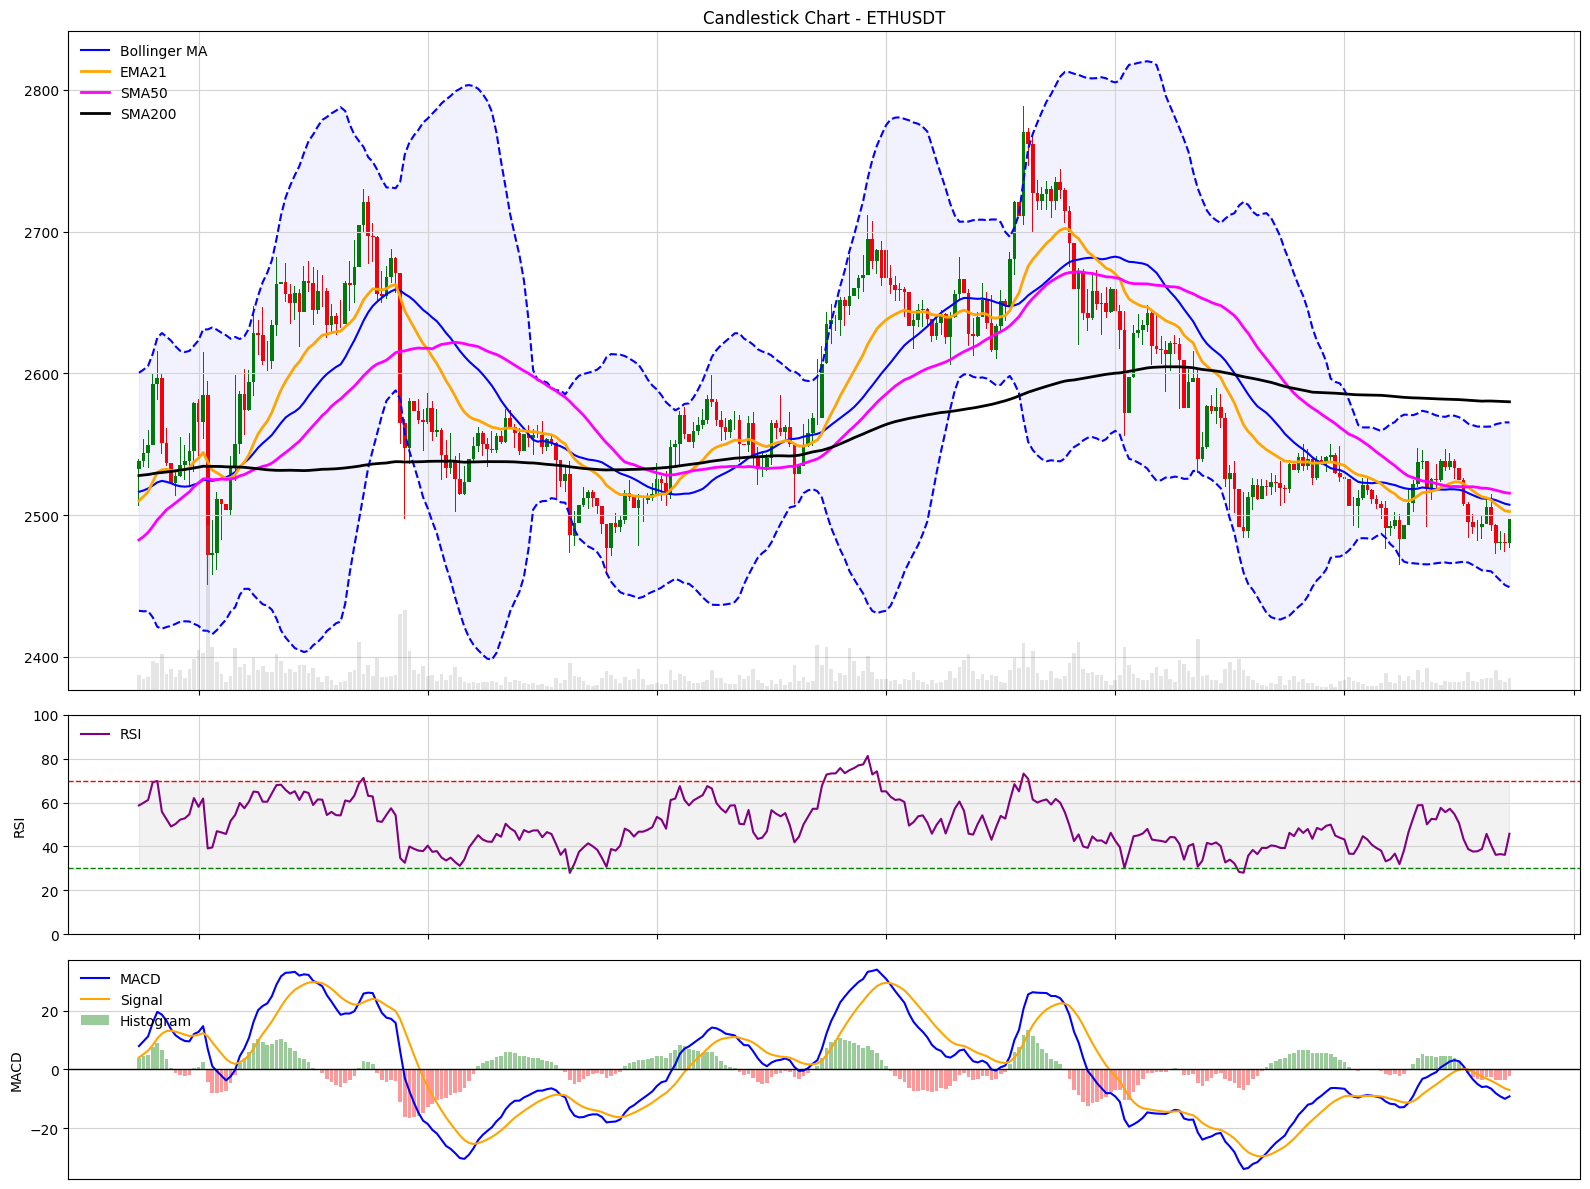 Candlestick Chart - ETHUSDT
Bollinger MA
EMA21
SMA50
SMA200
2800
2700
2600
2500
2400
RSI
100
80
60
40
20
0
RSI
MACD
Signal
Histogram
20
0
−20
MACD